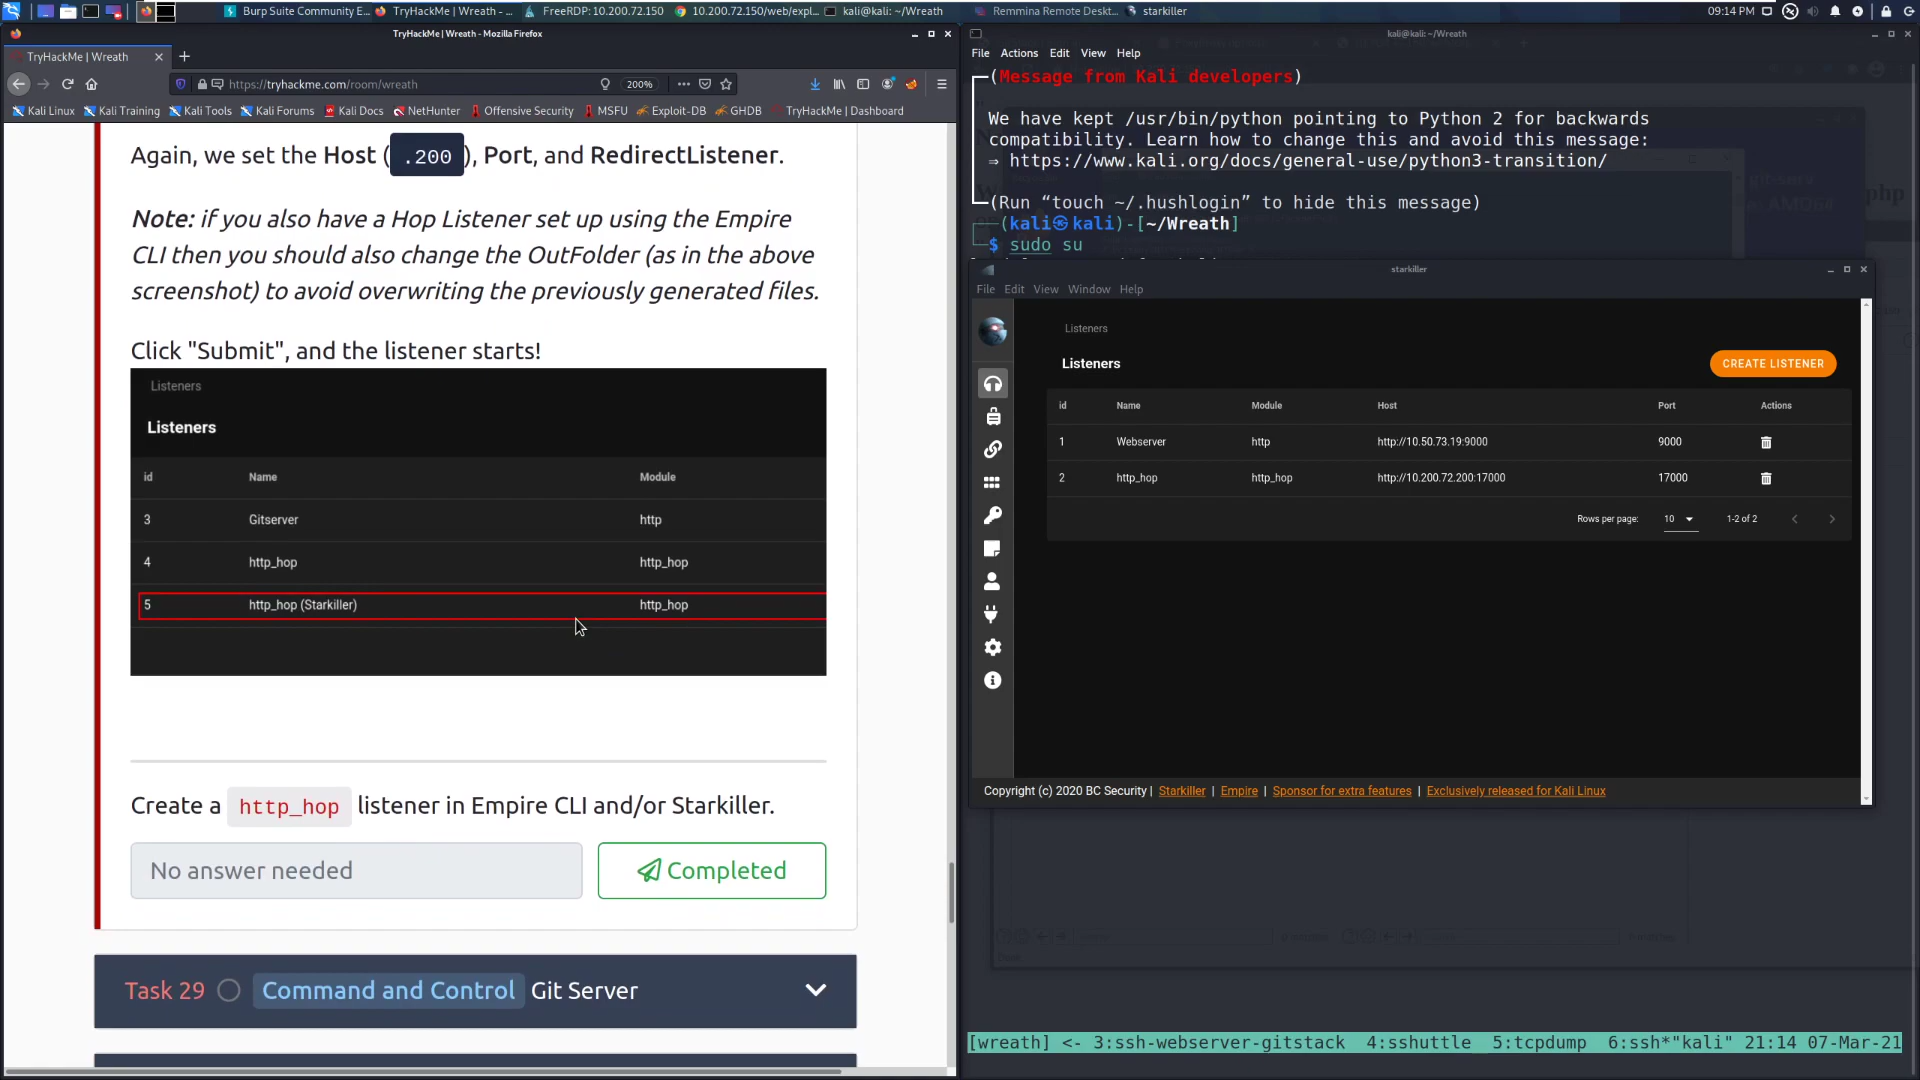 Burp Suite Community E...
TryHackMe | Wreath - ...
FreeRDP: 10.200.72.150
10.200.72.150/web/expl...
kali@kali: ~/Wreath
Remmina Remote Deskt...
starkiller
09:14 PM
TryHackMe | Wreath - Mozilla Firefox
TryHackMe | Wreath
https://tryhackme.com/room/wreath
200%
Kali Linux
Kali Training
Kali Tools
Kali Forums
Kali Docs
NetHunter
Offensive Security
MSFU
Exploit-DB
GHDB
TryHackMe | Dashboard
Again, we set the Host ( .200 ), Port, and RedirectListener.
Note: if you also have a Hop Listener set up using the Empire
CLI then you should also change the OutFolder (as in the above
screenshot) to avoid overwriting the previously generated files.
Click "Submit", and the listener starts!
Listeners
Listeners
id Name Module
3 Gitserver http
4 http_hop http_hop
5 http_hop (Starkiller) http_hop
Create a http_hop listener in Empire CLI and/or Starkiller.
No answer needed
Completed
Task 29 Command and Control Git Server
kali@kali: ~/Wreath
File Actions Edit View Help
(Message from Kali developers)
We have kept /usr/bin/python pointing to Python 2 for backwards
compatibility. Learn how to change this and avoid this message:
⇒ https://www.kali.org/docs/general-use/python3-transition/
(Run “touch ~/.hushlogin” to hide this message)
(kali㉿kali)-[~/Wreath]
$ sudo su
starkiller
File Edit View Window Help
Listeners
Listeners
CREATE LISTENER
id Name Module Host Port Actions
1 Webserver http http://10.50.73.19:9000 9000
2 http_hop http_hop http://10.200.72.200:17000 17000
Rows per page: 10 1-2 of 2
Copyright (c) 2020 BC Security | Starkiller | Empire | Sponsor for extra features | Exclusively released for Kali Linux
[wreath] <- 3:ssh-webserver-gitstack 4:sshuttle 5:tcpdump 6:ssh*"kali" 21:14 07-Mar-21